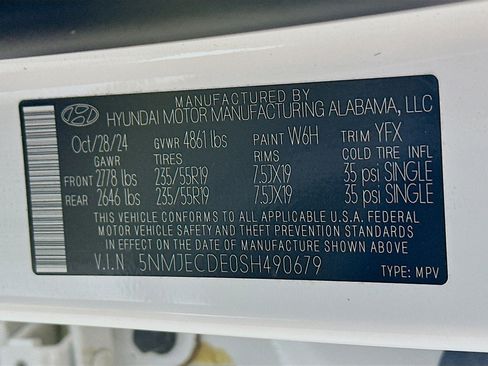 MANUFACTURED BY
HYUNDAI MOTOR MANUFACTURING ALABAMA, LLC
Oct/28/24 GVWR 4861 lbs PAINT W6H TRIM YFX
GAWR TIRES RIMS COLD TIRE INFL
FRONT 2778 lbs 235/55R19 7.5JX19 35 psi SINGLE
REAR 2646 lbs 235/55R19 7.5JX19 35 psi SINGLE
THIS VEHICLE CONFORMS TO ALL APPLICABLE U.S.A. FEDERAL
MOTOR VEHICLE SAFETY AND THEFT PREVENTION STANDARDS
IN EFFECT ON THE DATE OF MANUFACTURE SHOWN ABOVE.
V.I.N 5NMJECDE0SH490679
TYPE: MPV